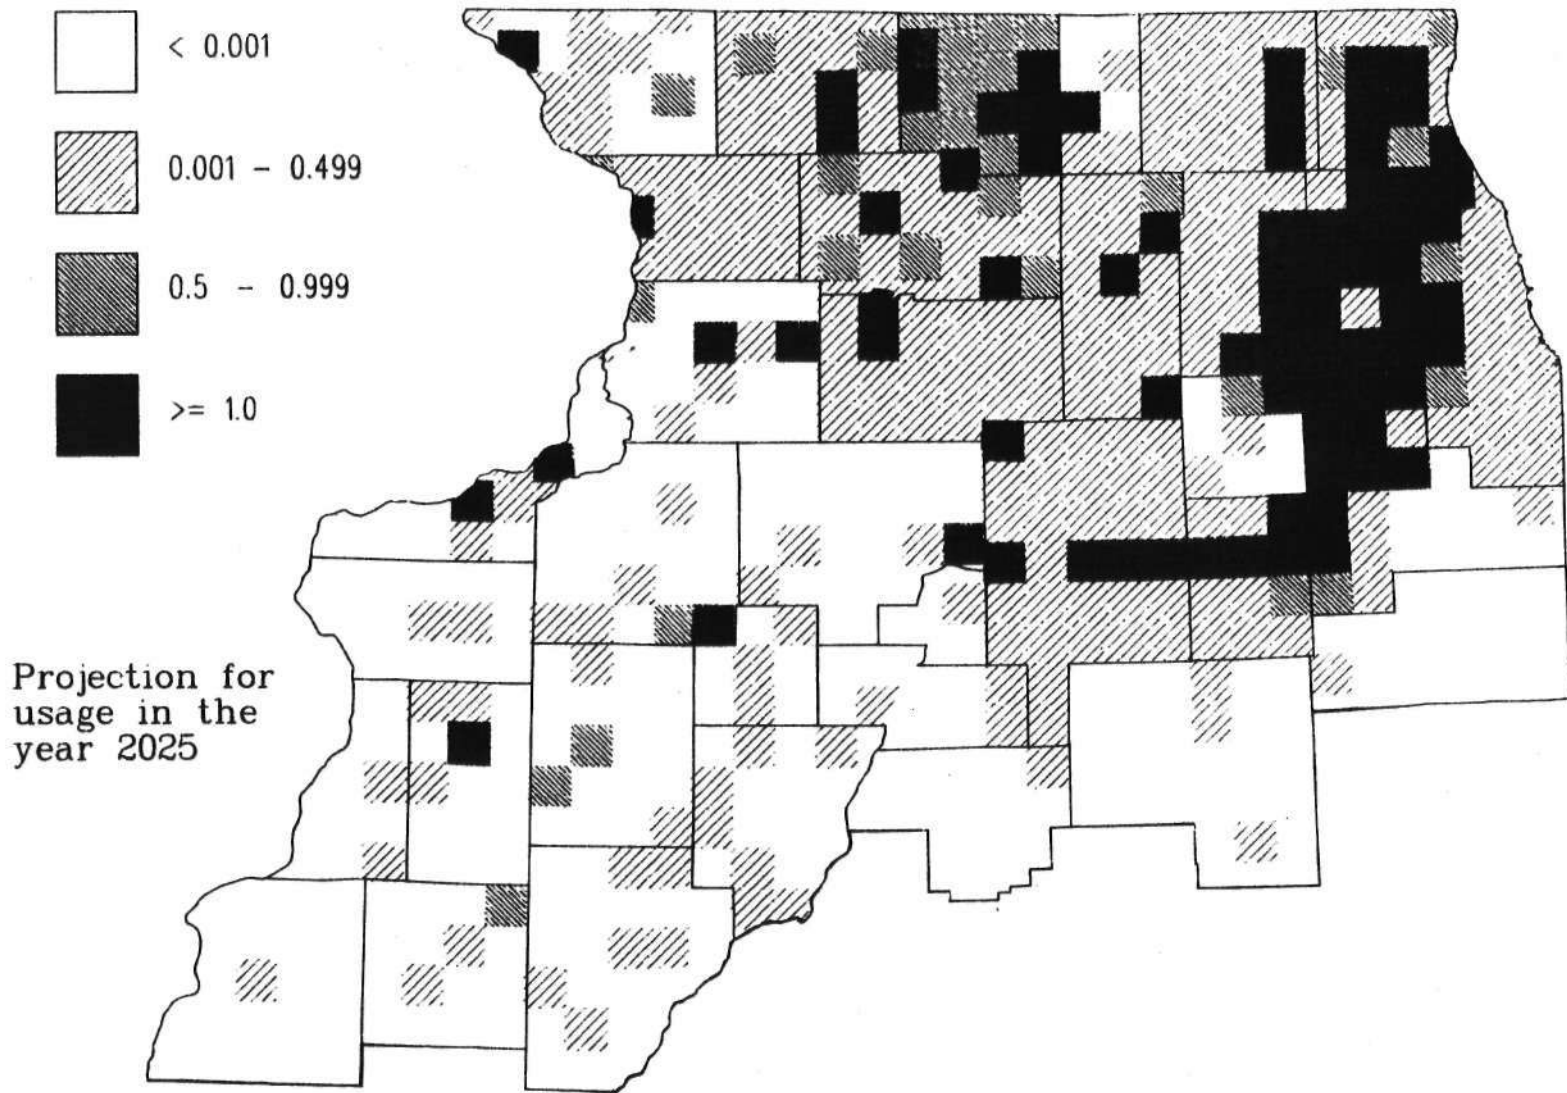 < 0.001
0.001 - 0.499
0.5 - 0.999
>= 1.0
Projection for
usage in the
year 2025